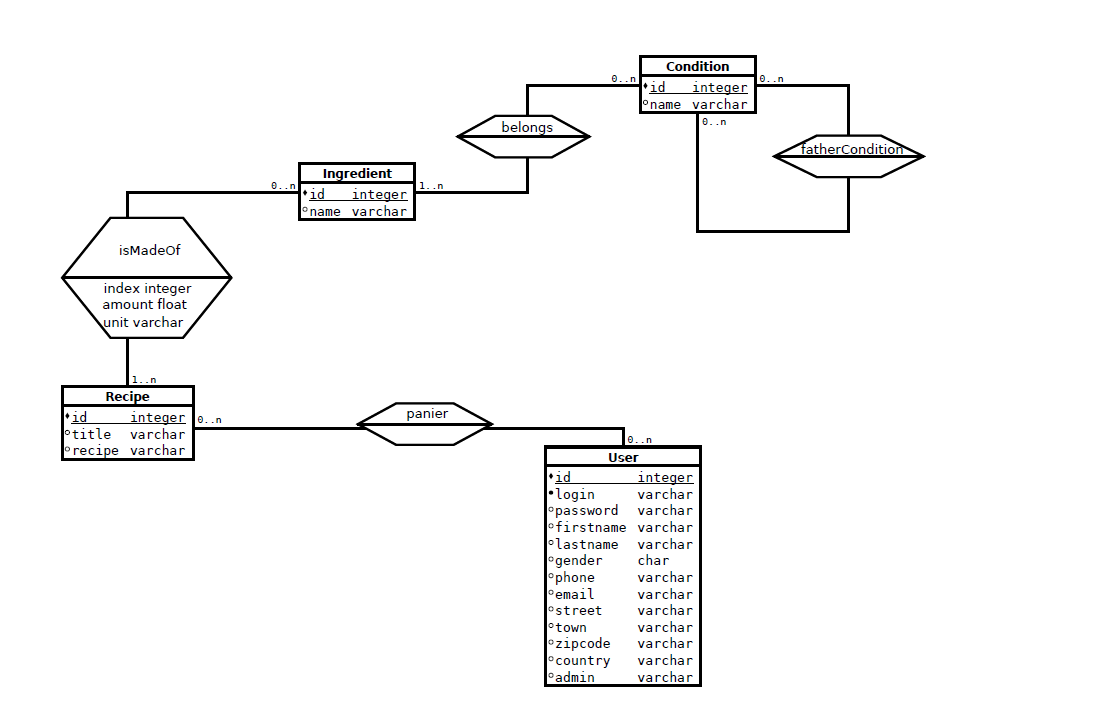 Condition
0..n
0..n
id integer
name varchar
0..n
belongs
fatherCondition
Ingredient
0..n
1..n
id integer
name varchar
isMadeOf
index integer
amount float
unit varchar
1..n
Recipe
id integer
title varchar
recipe varchar
0..n
panier
0..n
User
id integer
login varchar
password varchar
firstname varchar
lastname varchar
gender char
phone varchar
email varchar
street varchar
town varchar
zipcode varchar
country varchar
admin varchar